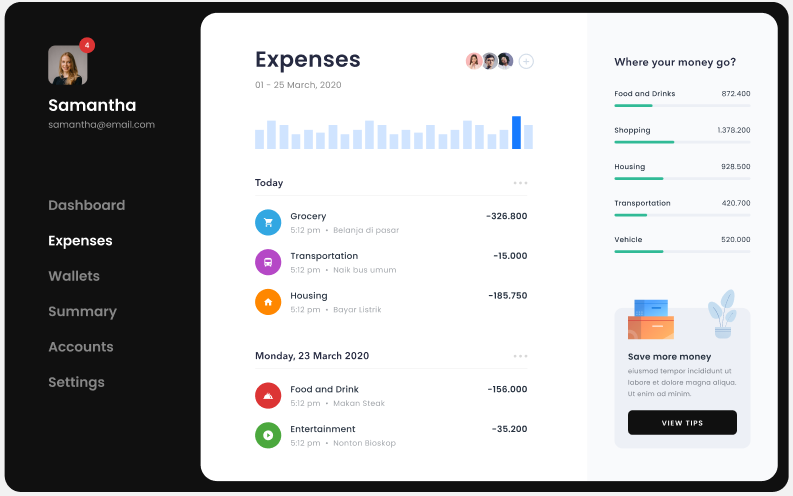 4
Samantha
samantha@email.com
Dashboard
Expenses
Wallets
Summary
Accounts
Settings
Expenses
01 - 25 March, 2020
Today
Grocery -326.800
5:12 pm • Belanja di pasar
Transportation -15.000
5:12 pm • Naik bus umum
Housing -185.750
5:12 pm • Bayar Listrik
Monday, 23 March 2020
Food and Drink -156.000
5:12 pm • Makan Steak
Entertainment -35.200
5:12 pm • Nonton Bioskop
Where your money go?
Food and Drinks 872.400
Shopping 1.378.200
Housing 928.500
Transportation 420.700
Vehicle 520.000
Save more money
eiusmod tempor incididunt ut
labore et dolore magna aliqua.
Ut enim ad minim.
VIEW TIPS